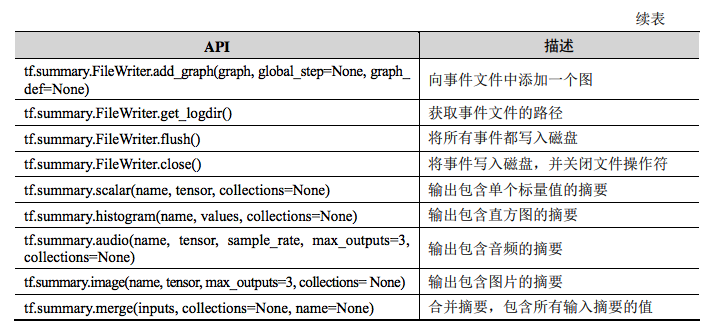 续表
API 描述
tf.summary.FileWriter.add_graph(graph, global_step=None, graph_
def=None) 向事件文件中添加一个图
tf.summary.FileWriter.get_logdir() 获取事件文件的路径
tf.summary.FileWriter.flush() 将所有事件都写入磁盘
tf.summary.FileWriter.close() 将事件写入磁盘，并关闭文件操作符
tf.summary.scalar(name, tensor, collections=None) 输出包含单个标量值的摘要
tf.summary.histogram(name, values, collections=None) 输出包含直方图的摘要
tf.summary.audio(name, tensor, sample_rate, max_outputs=3,
collections=None) 输出包含音频的摘要
tf.summary.image(name, tensor, max_outputs=3, collections= None) 输出包含图片的摘要
tf.summary.merge(inputs, collections=None, name=None) 合并摘要，包含所有输入摘要的值